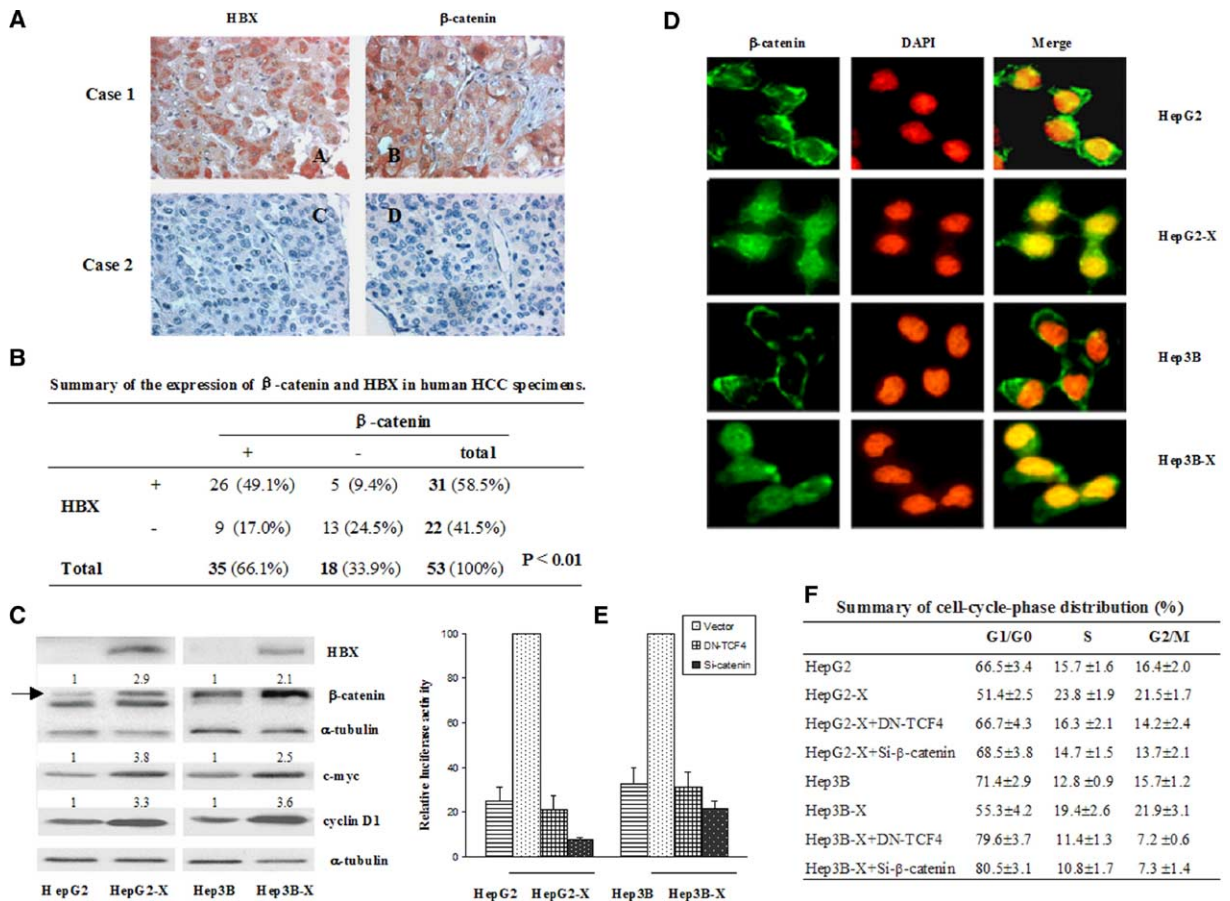 A
HBX
β-catenin
Case 1
A
B
Case 2
C
D
B
Summary of the expression of β-catenin and HBX in human HCC specimens.
β-catenin
+ - total
HBX + 26 (49.1%) 5 (9.4%) 31 (58.5%)
- 9 (17.0%) 13 (24.5%) 22 (41.5%)
Total 35 (66.1%) 18 (33.9%) 53 (100%) P < 0.01
C
HBX
1 2.9 1 2.1
β-catenin
α-tubulin
1 3.8 1 2.5
c-myc
1 3.3 1 3.6
cyclin D1
α-tubulin
HepG2 HepG2-X Hep3B Hep3B-X
D
β-catenin DAPI Merge
HepG2
HepG2-X
Hep3B
Hep3B-X
E
Vector
DN-TCF4
Si-catenin
Relative luciferase activity
100
80
60
40
20
0
HepG2 HepG2-X Hep3B Hep3B-X
F
Summary of cell-cycle-phase distribution (%)
G1/G0 S G2/M
HepG2 66.5±3.4 15.7 ±1.6 16.4±2.0
HepG2-X 51.4±2.5 23.8 ±1.9 21.5±1.7
HepG2-X+DN-TCF4 66.7±4.3 16.3 ±2.1 14.2±2.4
HepG2-X+Si-β-catenin 68.5±3.8 14.7 ±1.5 13.7±2.1
Hep3B 71.4±2.9 12.8 ±0.9 15.7±1.2
Hep3B-X 55.3±4.2 19.4±2.6 21.9±3.1
Hep3B-X+DN-TCF4 79.6±3.7 11.4±1.3 7.2 ±0.6
Hep3B-X+Si-β-catenin 80.5±3.1 10.8±1.7 7.3 ±1.4